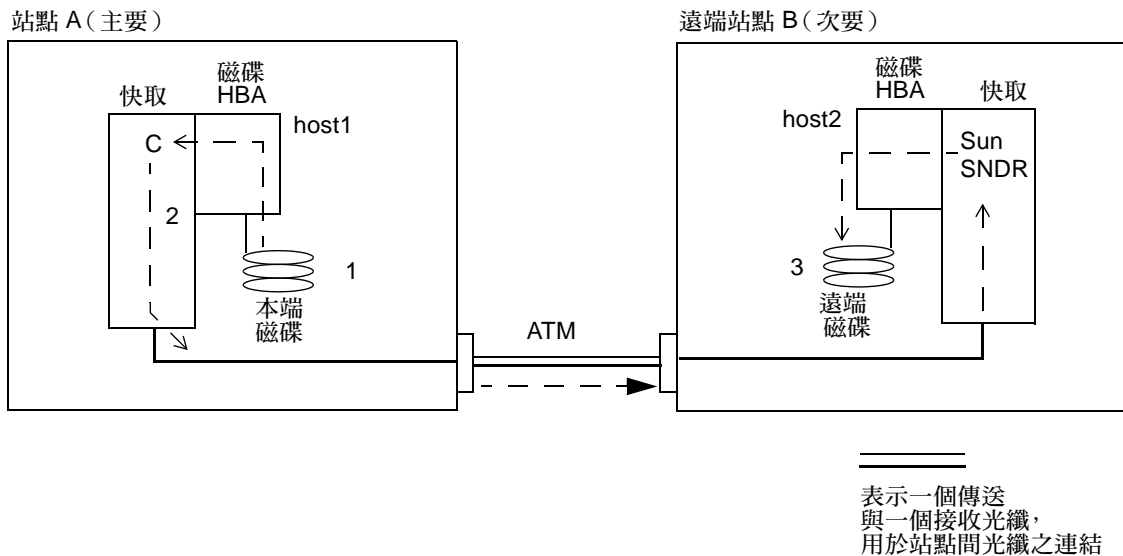 站點 A（主要）
遠端站點 B（次要）
快取
磁碟
HBA
host1
C
2
1
本端
磁碟
ATM
磁碟
HBA
快取
host2
Sun
SNDR
3
遠端
磁碟
表示一個傳送
與一個接收光纖，
用於站點間光纖之連結